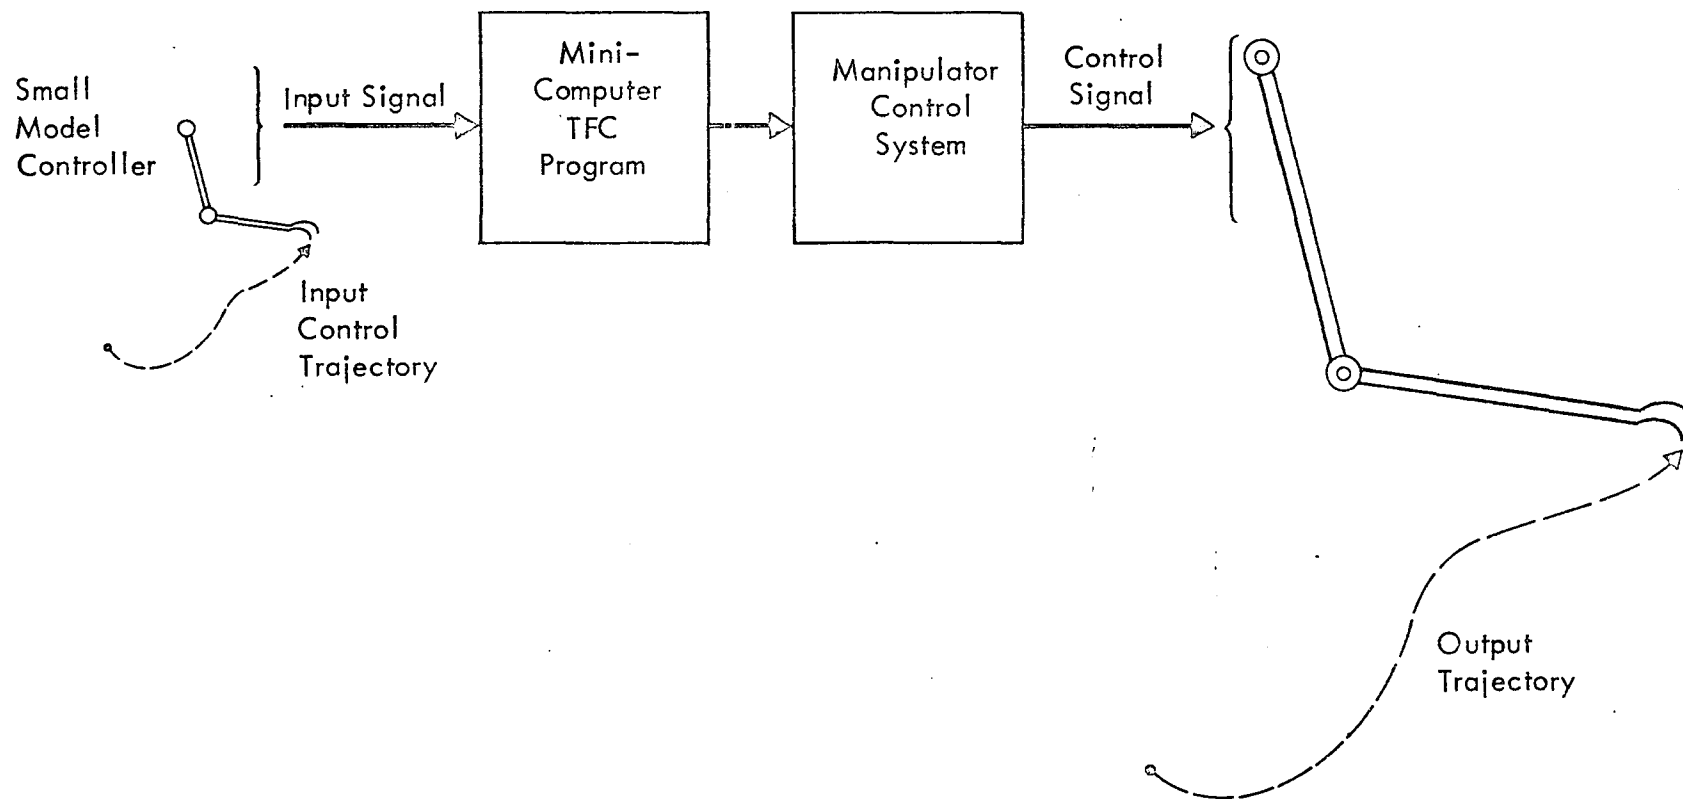 Small
Model
Controller
Input Signal
Mini-
Computer
TFC
Program
Manipulator
Control
System
Control
Signal
Input
Control
Trajectory
Output
Trajectory